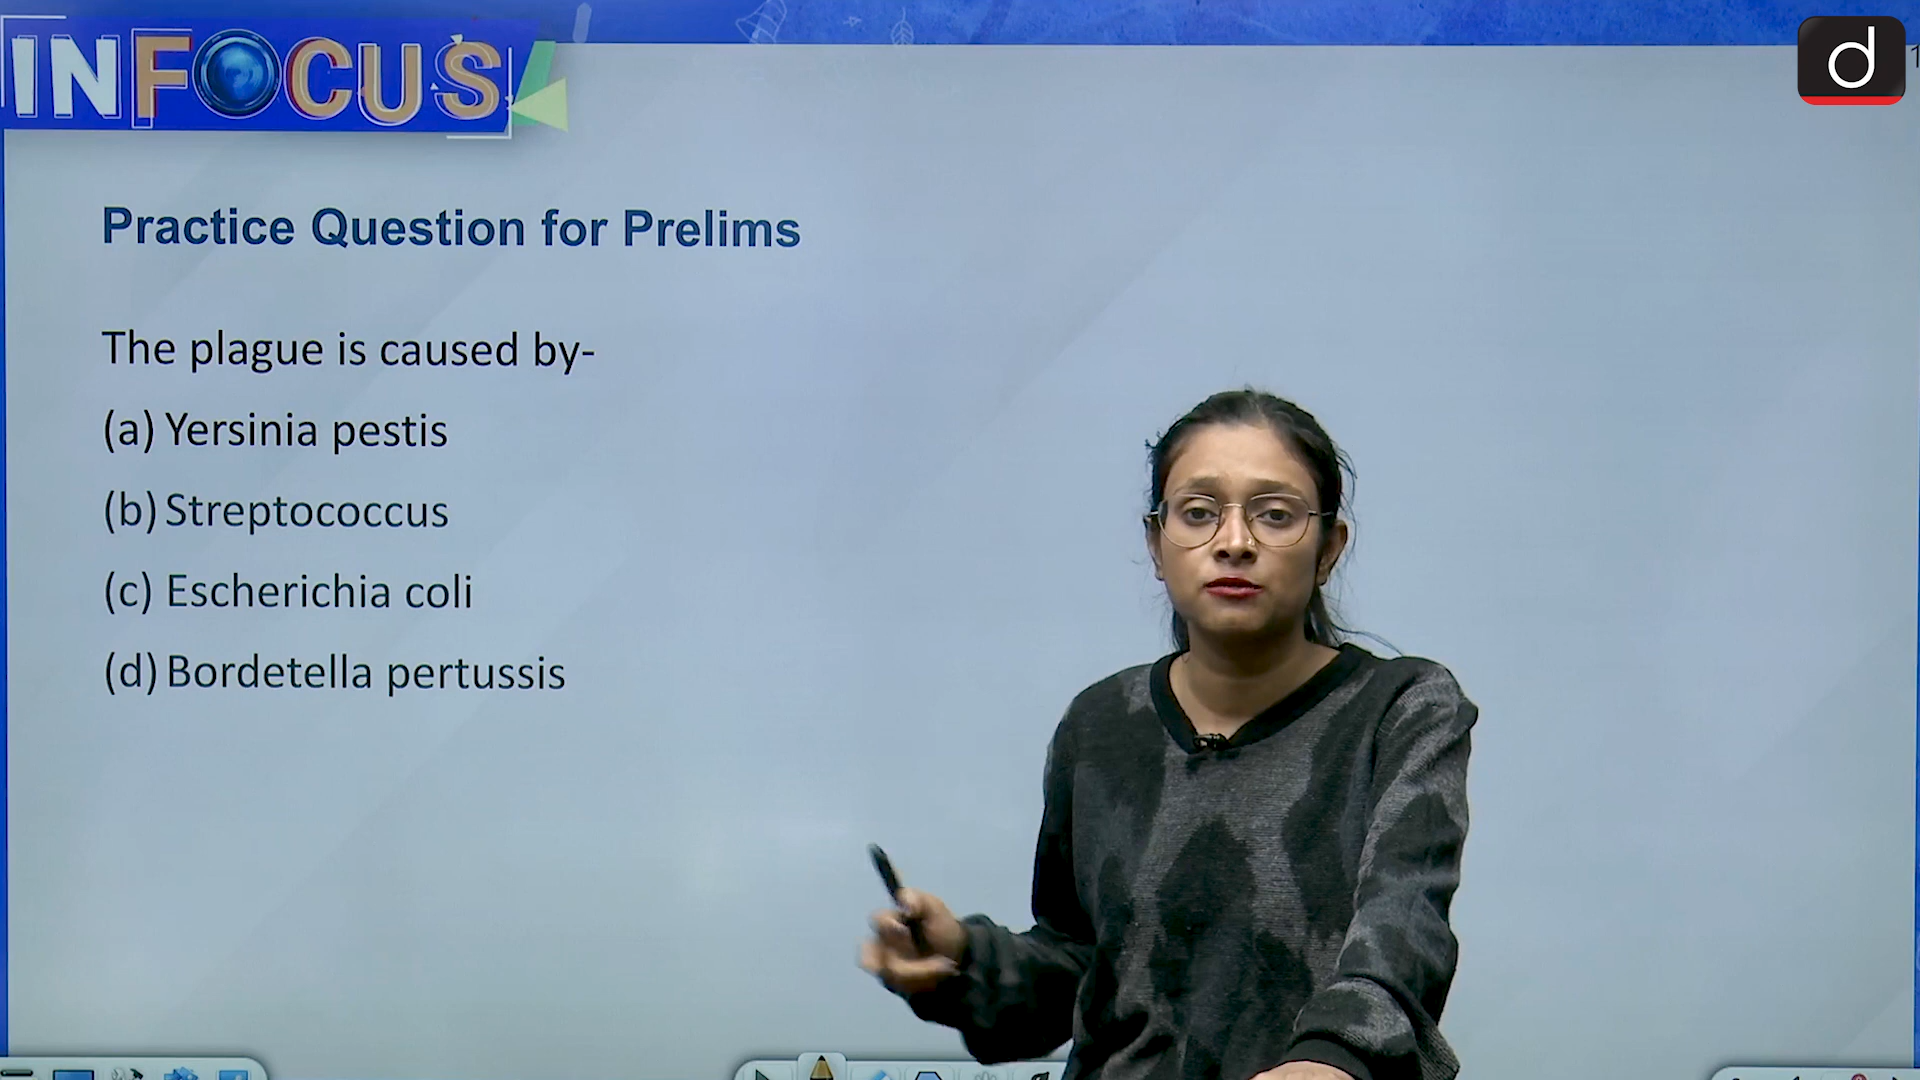 INFOCUS
d
Practice Question for Prelims
The plague is caused by-
(a) Yersinia pestis
(b) Streptococcus
(c) Escherichia coli
(d) Bordetella pertussis